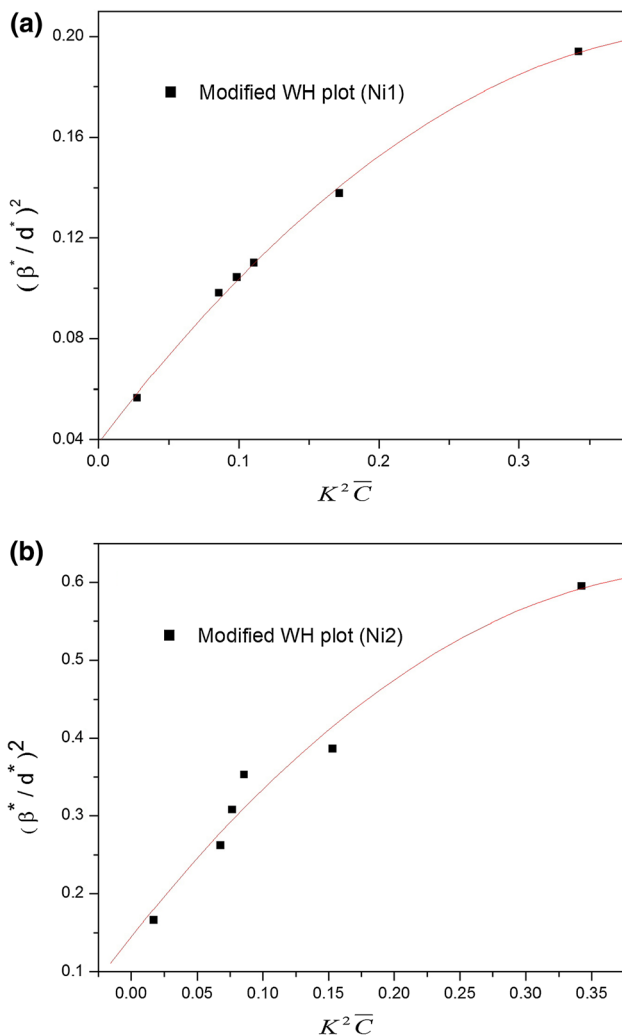 (a)
0.20
Modified WH plot (Ni1)
0.16
(β*/d*)²
0.12
0.08
0.04
0.0 0.1 0.2 0.3
K² C̅
(b)
0.6
Modified WH plot (Ni2)
0.5
0.4
(β*/d*)²
0.3
0.2
0.1
0.00 0.05 0.10 0.15 0.20 0.25 0.30 0.35
K² C̅